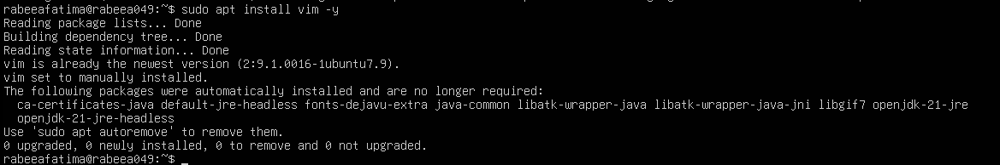 rabeeafatima@rabeea049:~$ sudo apt install vim -y
Reading package lists... Done
Building dependency tree... Done
Reading state information... Done
vim is already the newest version (2:9.1.0016-1ubuntu7.9).
vim set to manually installed.
The following packages were automatically installed and are no longer required:
  ca-certificates-java default-jre-headless fonts-dejavu-extra java-common libatk-wrapper-java libatk-wrapper-java-jni libgif7 openjdk-21-jre
  openjdk-21-jre-headless
Use 'sudo apt autoremove' to remove them.
0 upgraded, 0 newly installed, 0 to remove and 0 not upgraded.
rabeeafatima@rabeea049:~$ _